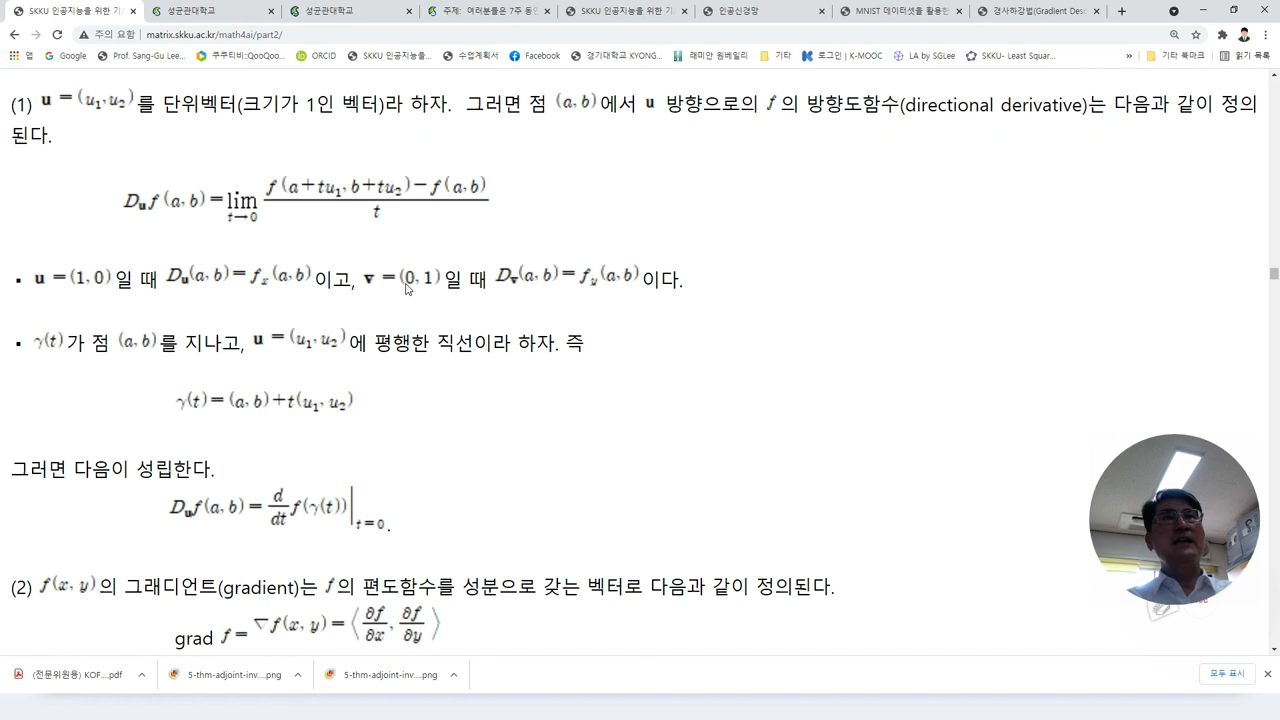 SKKU 인공지능을 위한 기 성균관대학교 성균관대학교 주제: 여러분들은 7주 동안 SKKU 인공지능을 위한 기 인공신경망 MNIST 데이터셋을 활용한 경사하강법(Gradient Desc
주의 요함 matrix.skku.ac.kr/math4ai/part2/
앱 Google Prof. Sang-Gu Lee... 쿠쿠티비::QooQoo... ORCID SKKU 인공지능을... 수업계획서 Facebook 경기대학교 KYONG... 래미안 원베일리 기타 로그인 | K-MOOC LA by SGLee SKKU- Least Squar... » 기타 북마크 읽기 목록
(1) u = (u₁, u₂)를 단위벡터(크기가 1인 벡터)라 하자. 그러면 점 (a, b)에서 u 방향으로의 f 의 방향도함수(directional derivative)는 다음과 같이 정의
된다.
D_u f (a, b) = lim_{t→0} (f (a+tu₁, b+tu₂) − f (a, b)) / t
▪ u = (1, 0)일 때 D_u(a, b) = f_x (a, b)이고, v = (0, 1)일 때 D_v(a, b) = f_y (a, b)이다.
▪ γ(t)가 점 (a, b)를 지나고, u = (u₁, u₂)에 평행한 직선이라 하자. 즉
γ(t) = (a, b) + t(u₁, u₂)
그러면 다음이 성립한다.
D_u f(a, b) = d/dt f(γ(t))|_{t=0}.
(2) f(x, y)의 그래디언트(gradient)는 f의 편도함수를 성분으로 갖는 벡터로 다음과 같이 정의된다.
grad f = ∇f(x, y) = ⟨∂f/∂x, ∂f/∂y⟩
(전문위원용) KOF....pdf 5-thm-adjoint-inv....png 5-thm-adjoint-inv....png 모두 표시